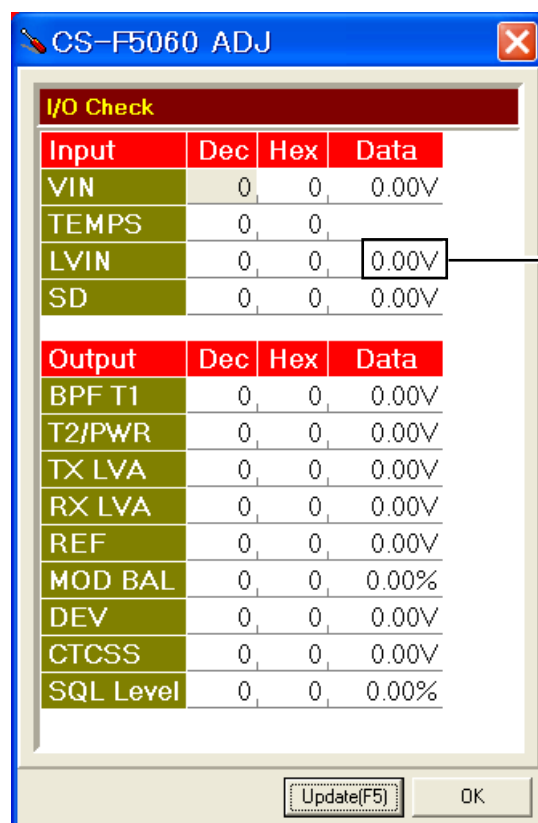 CS-F5060 ADJ
I/O Check
Input Dec Hex Data
VIN 0 0 0.00V
TEMPS 0 0
LVIN 0 0 0.00V
SD 0 0 0.00V
Output Dec Hex Data
BPF T1 0 0 0.00V
T2/PWR 0 0 0.00V
TX LVA 0 0 0.00V
RX LVA 0 0 0.00V
REF 0 0 0.00V
MOD BAL 0 0 0.00%
DEV 0 0 0.00V
CTCSS 0 0 0.00V
SQL Level 0 0 0.00%
Update(F5) OK